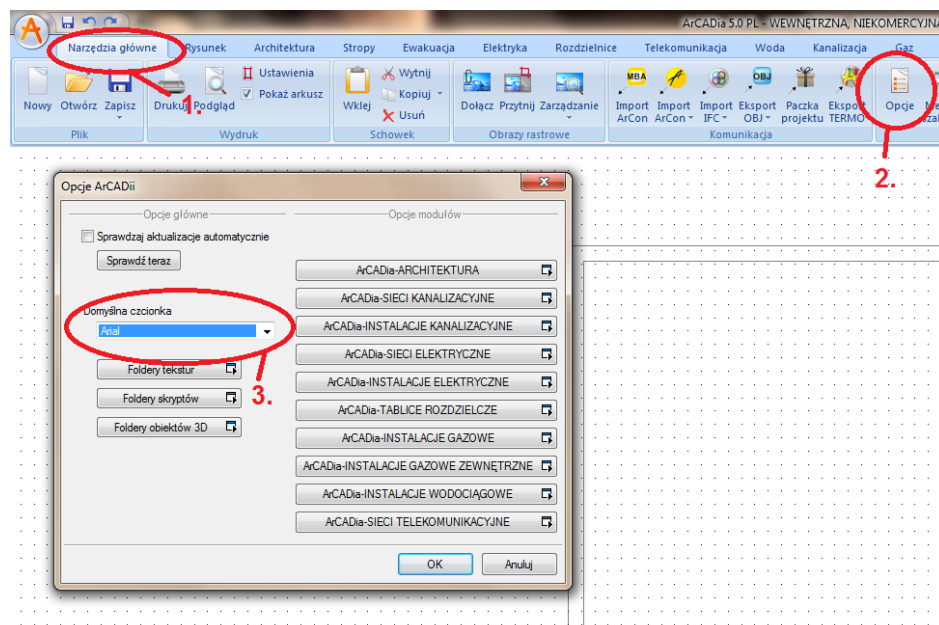 ArCADia 5.0 PL - WEWNĘTRZNA, NIEKOMERCYJNA
Narzędzia główne Rysunek Architektura Stropy Ewakuacja Elektryka Rozdzielnice Telekomunikacja Woda Kanalizacja Gaz
Nowy Otwórz Zapisz
Plik
Drukuj Podgląd
Ustawienia
Pokaż arkusz
Wydruk
Wklej
Wytnij
Kopiuj
Usuń
Schowek
Dołącz Przytnij Zarządzanie
Obrazy rastrowe
MBA
OBJ
Import Import Import Eksport Paczka Eksport
ArCon ArCon IFC OBJ projektu TERMO
Komunikacja
Opcje
1.
2.
Opcje ArCADii
Opcje główne
Sprawdzaj aktualizacje automatycznie
Sprawdź teraz
Domyślna czcionka
Arial
3.
Foldery tekstur
Foldery skryptów
Foldery obiektów 3D
Opcje modułów
ArCADia-ARCHITEKTURA
ArCADia-SIECI KANALIZACYJNE
ArCADia-INSTALACJE KANALIZACYJNE
ArCADia-SIECI ELEKTRYCZNE
ArCADia-INSTALACJE ELEKTRYCZNE
ArCADia-TABLICE ROZDZIELCZE
ArCADia-INSTALACJE GAZOWE
ArCADia-INSTALACJE GAZOWE ZEWNĘTRZNE
ArCADia-INSTALACJE WODOCIĄGOWE
ArCADia-SIECI TELEKOMUNIKACYJNE
OK Anuluj